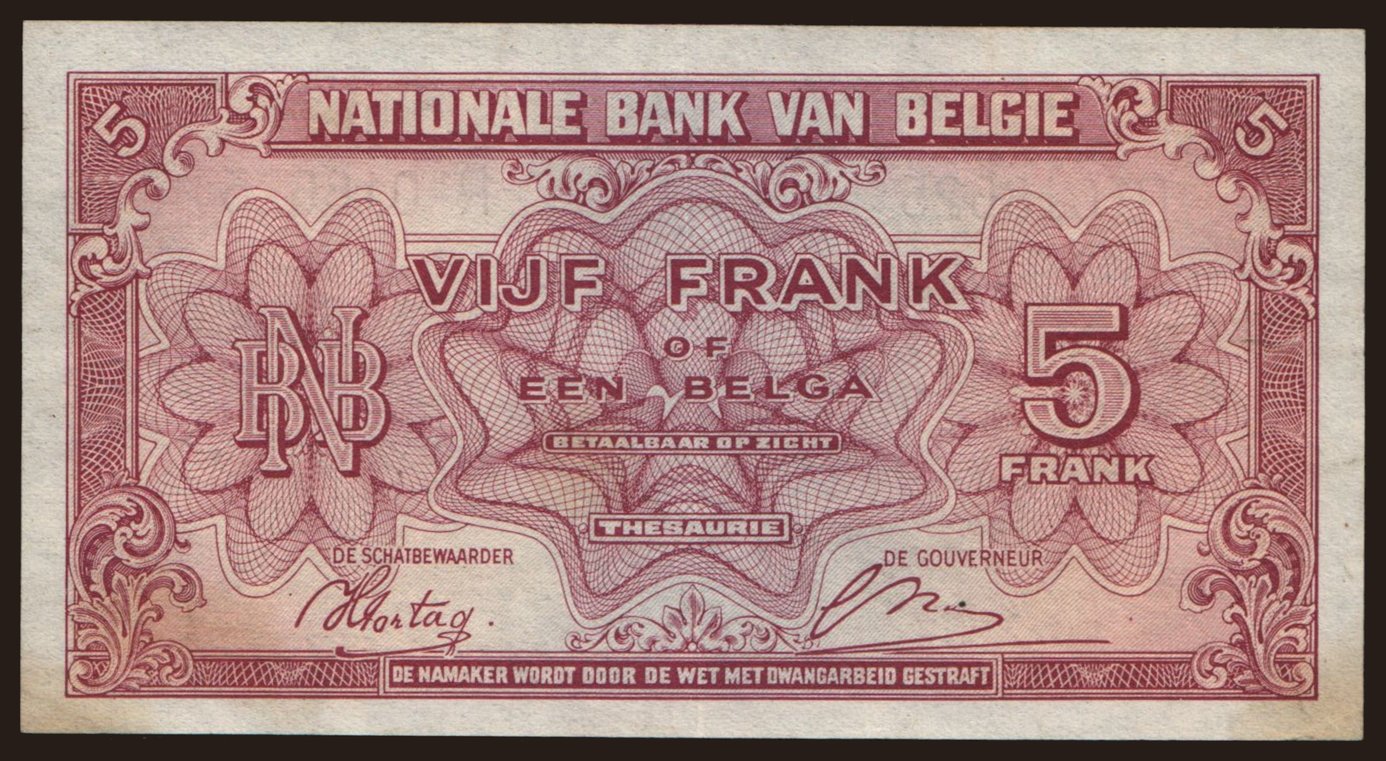 5 NATIONALE BANK VAN BELGIE 5
VIJF FRANK
OF
EEN BELGA
BNB 5
BETAALBAAR OP ZICHT
FRANK
THESAURIE
DE SCHATBEWAARDER DE GOUVERNEUR
DE NAMAKER WORDT DOOR DE WET MET DWANGARBEID GESTRAFT